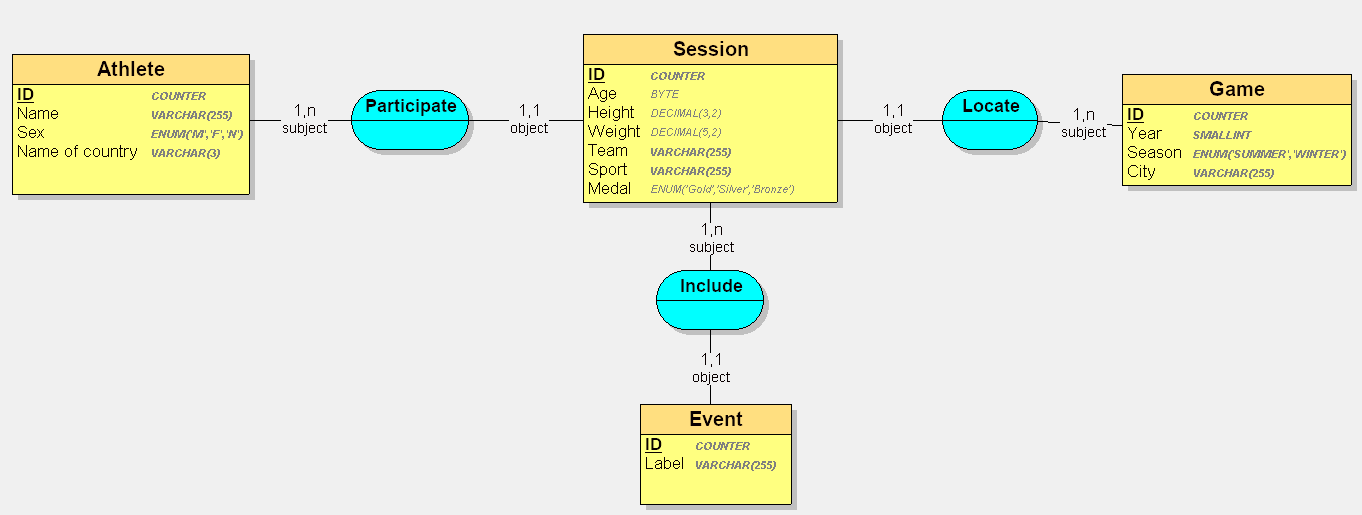 Athlete
ID COUNTER
Name VARCHAR(255)
Sex ENUM('M','F','N')
Name of country VARCHAR(3)
1,n
subject
Participate
1,1
object
Session
ID COUNTER
Age BYTE
Height DECIMAL(3,2)
Weight DECIMAL(5,2)
Team VARCHAR(255)
Sport VARCHAR(255)
Medal ENUM('Gold','Silver','Bronze')
1,1
object
Locate
1,n
subject
Game
ID COUNTER
Year SMALLINT
Season ENUM('SUMMER','WINTER')
City VARCHAR(255)
1,n
subject
Include
1,1
object
Event
ID COUNTER
Label VARCHAR(255)